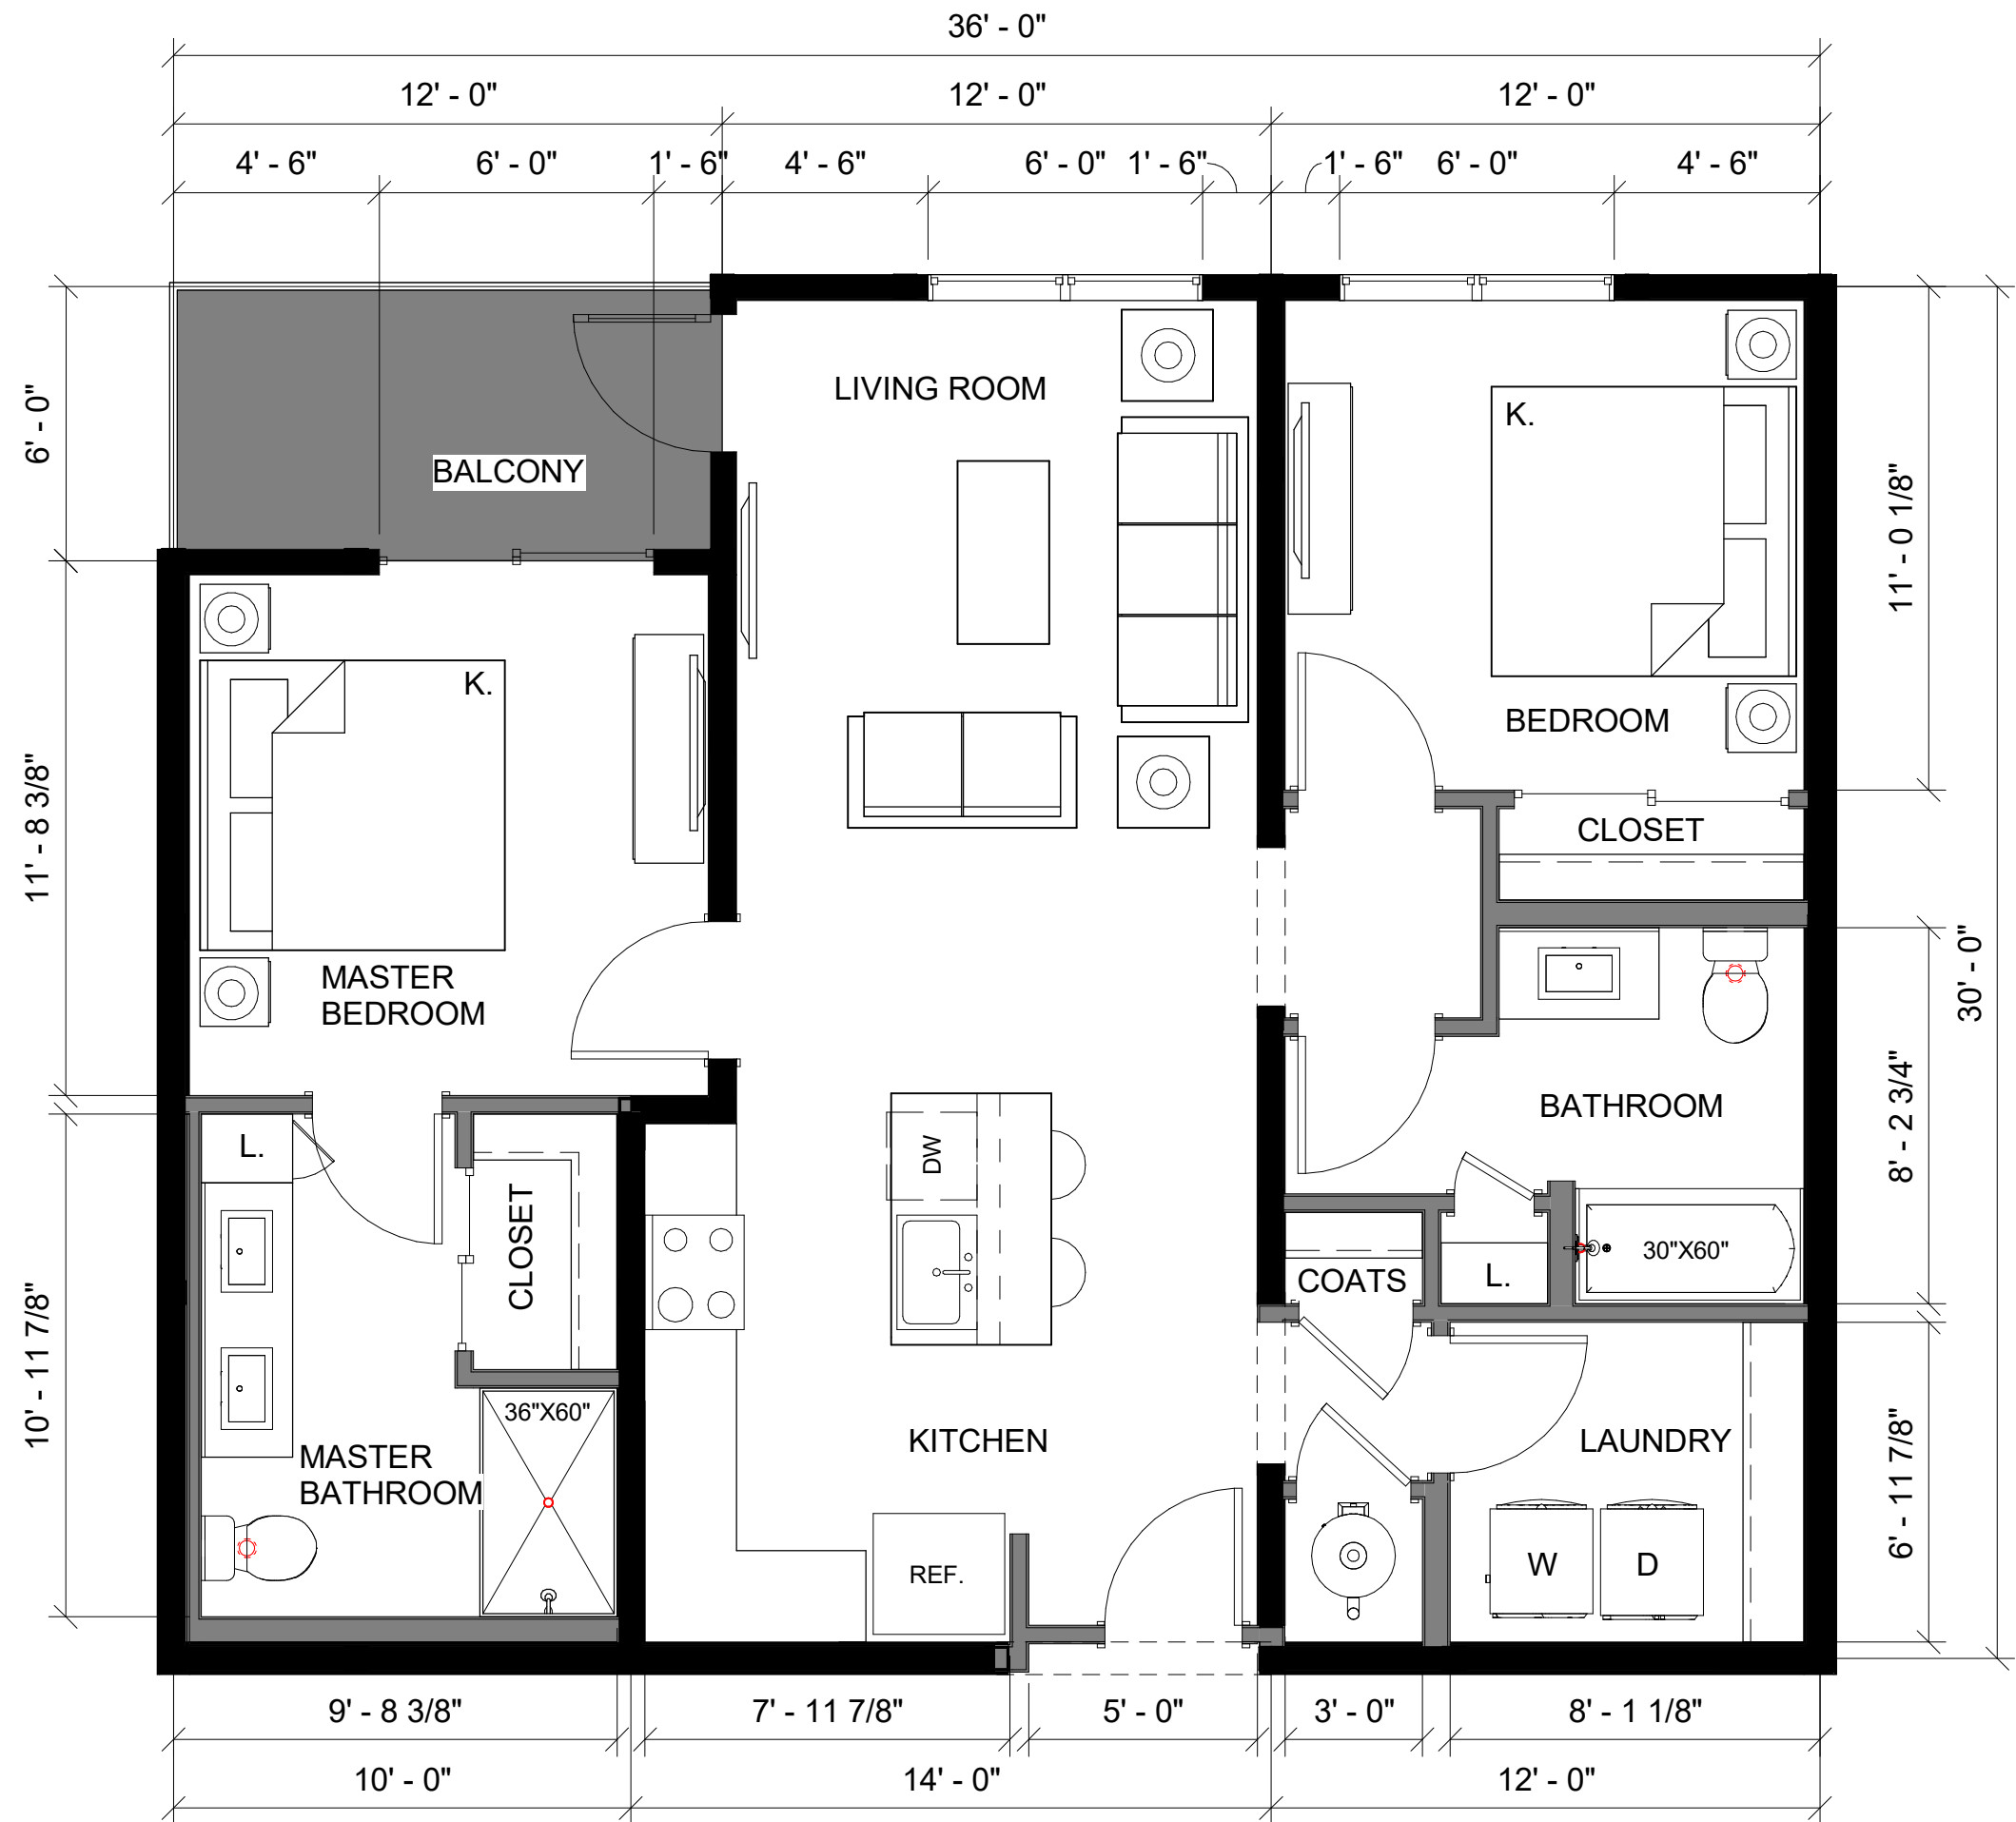 36' - 0"
12' - 0"
12' - 0"
12' - 0"
4' - 6"
6' - 0"
1' - 6"
4' - 6"
6' - 0"
1' - 6"
1' - 6"
6' - 0"
4' - 6"
6' - 0"
11' - 8 3/8"
10' - 11 7/8"
BALCONY
LIVING ROOM
K.
BEDROOM
CLOSET
K.
MASTER
BEDROOM
BATHROOM
L.
CLOSET
DW
30"X60"
COATS
L.
36"X60"
MASTER
BATHROOM
KITCHEN
LAUNDRY
REF.
W
D
11' - 0 1/8"
30' - 0"
8' - 2 3/4"
6' - 11 7/8"
9' - 8 3/8"
7' - 11 7/8"
5' - 0"
3' - 0"
8' - 1 1/8"
10' - 0"
14' - 0"
12' - 0"